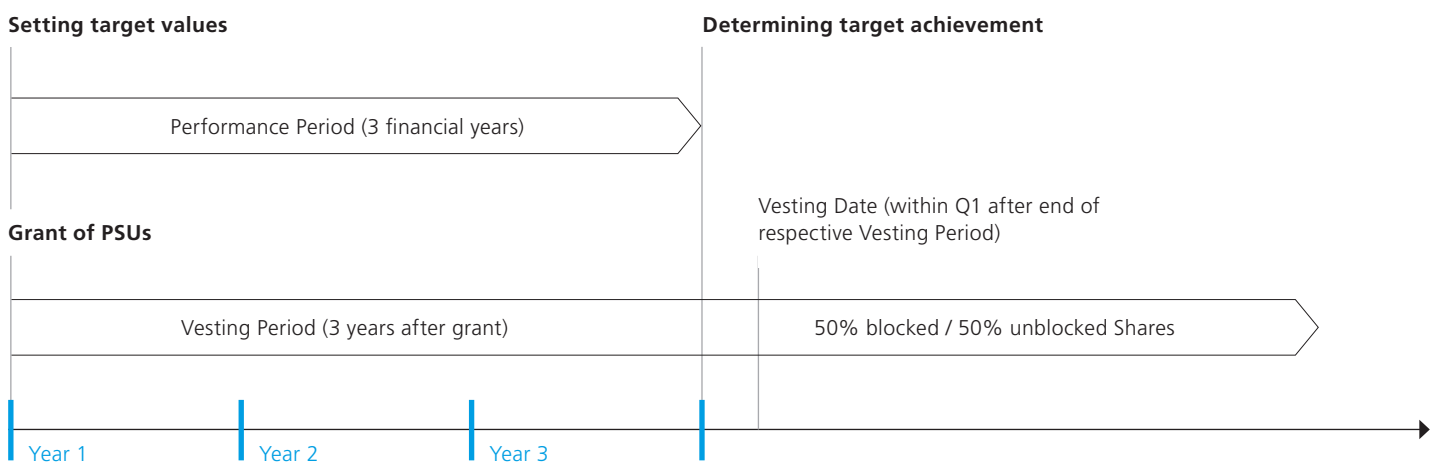 Setting target values
Determining target achievement
Performance Period (3 financial years)
Vesting Date (within Q1 after end of
respective Vesting Period)
Grant of PSUs
Vesting Period (3 years after grant)
50% blocked / 50% unblocked Shares
Year 1
Year 2
Year 3